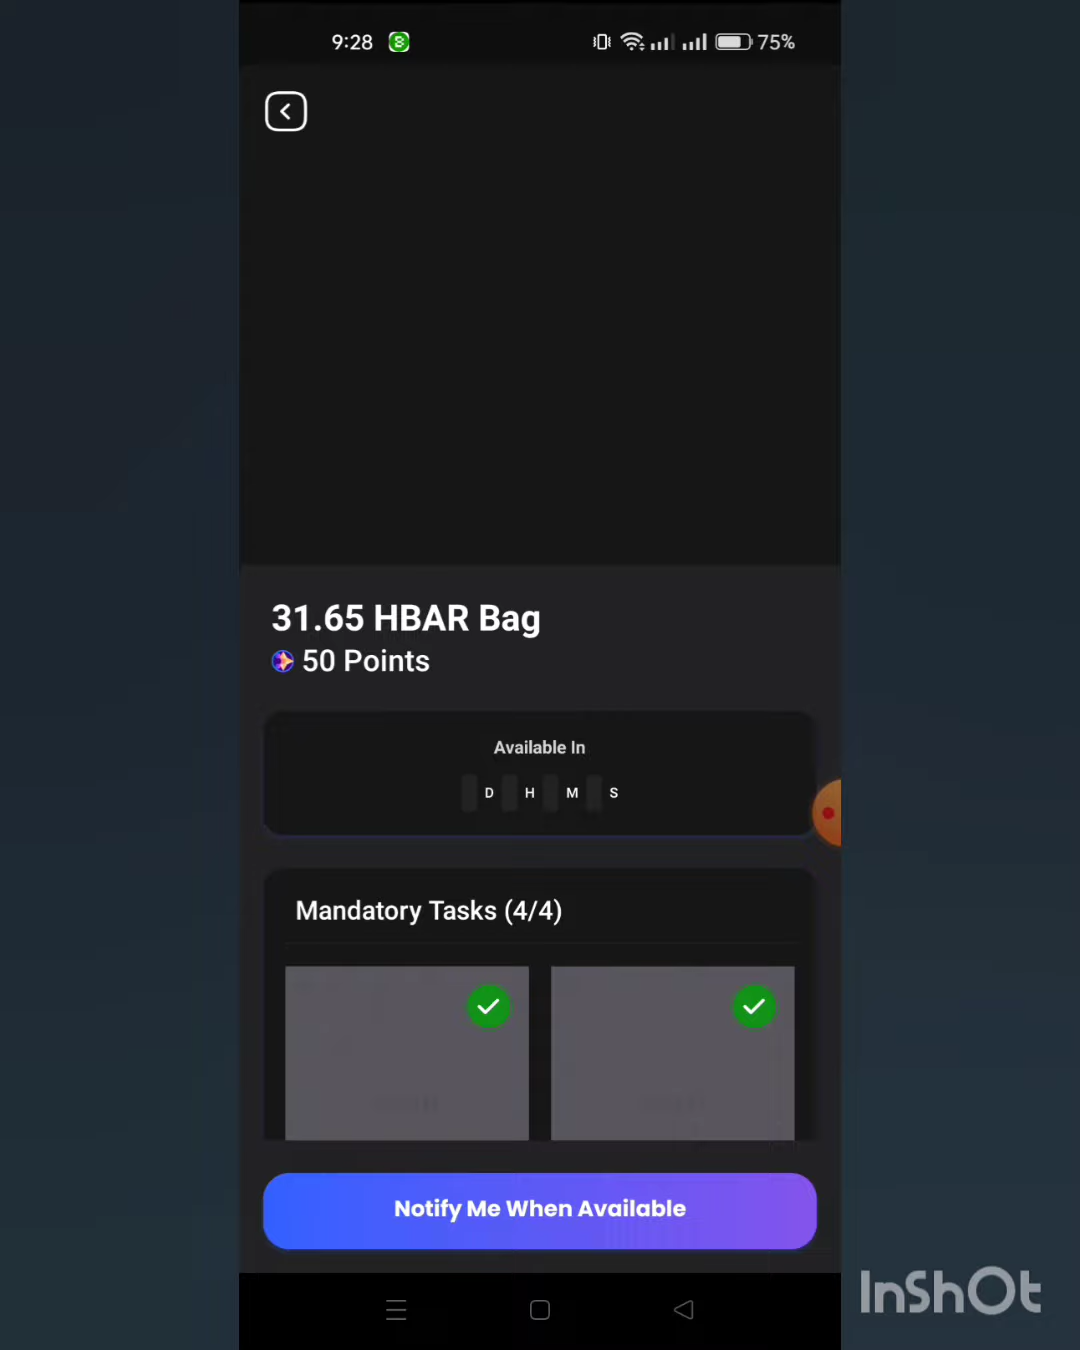 9:28
75%
31.65 HBAR Bag
50 Points
Available In
D H M S
Mandatory Tasks (4/4)
Notify Me When Available
InShOt